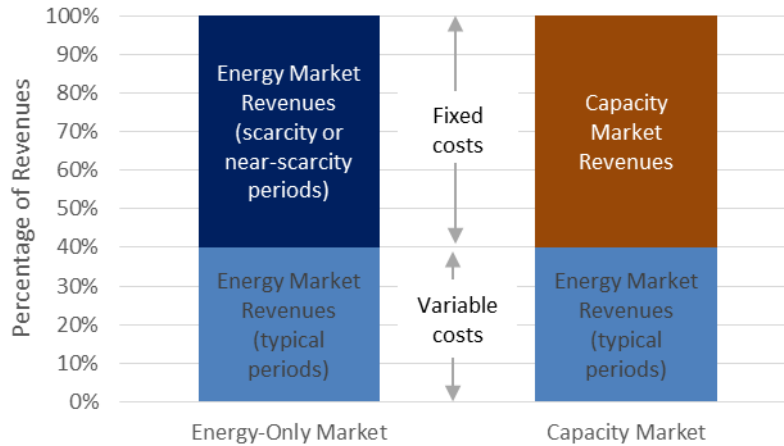 Percentage of Revenues
100%
90%
80%
70%
60%
50%
40%
30%
20%
10%
0%
Energy Market
Revenues
(scarcity or
near-scarcity
periods)
Energy Market
Revenues
(typical
periods)
Fixed
costs
Variable
costs
Capacity
Market
Revenues
Energy Market
Revenues
(typical
periods)
Energy-Only Market
Capacity Market